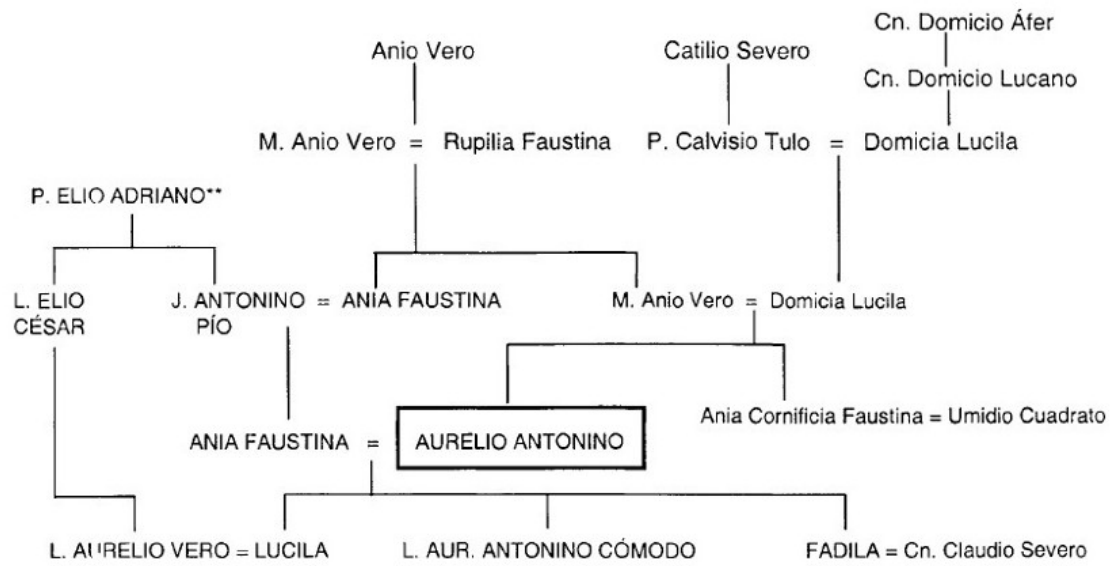 Cn. Domicio Áfer
Anio Vero Catilio Severo
Cn. Domicio Lucano
M. Anio Vero = Rupilia Faustina P. Calvisio Tulo = Domicia Lucila
P. ELIO ADRIANO**
L. ELIO J. ANTONINO = ANIA FAUSTINA M. Anio Vero = Domicia Lucila
CÉSAR PÍO
Ania Cornificia Faustina = Umidio Cuadrato
ANIA FAUSTINA = AURELIO ANTONINO
L. AURELIO VERO = LUCILA L. AUR. ANTONINO CÓMODO FADILA = Cn. Claudio Severo